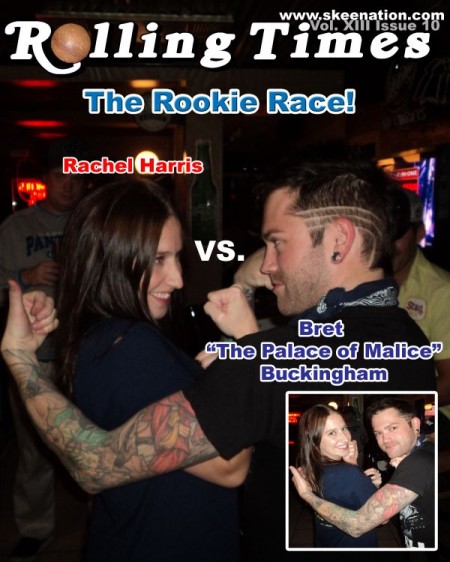 www.skeenation.com
Vol. XIII Issue 10
Rolling Times
The Rookie Race!
Rachel Harris
vs.
Bret
“The Palace of Malice”
Buckingham